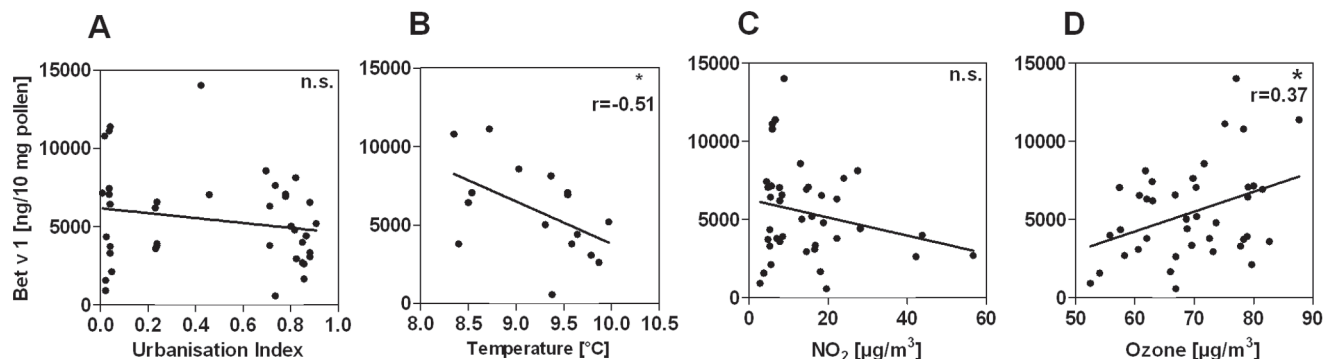 A
B
C
D
Bet v 1 [ng/10 mg pollen]
15000
10000
5000
0
n.s.
0.0 0.2 0.4 0.6 0.8 1.0
Urbanisation Index
15000
10000
5000
0
*
r=-0.51
8.0 8.5 9.0 9.5 10.0 10.5
Temperature [°C]
15000
10000
5000
0
n.s.
0 20 40 60
NO₂ [µg/m³]
15000
10000
5000
0
*
r=0.37
50 60 70 80 90
Ozone [µg/m³]